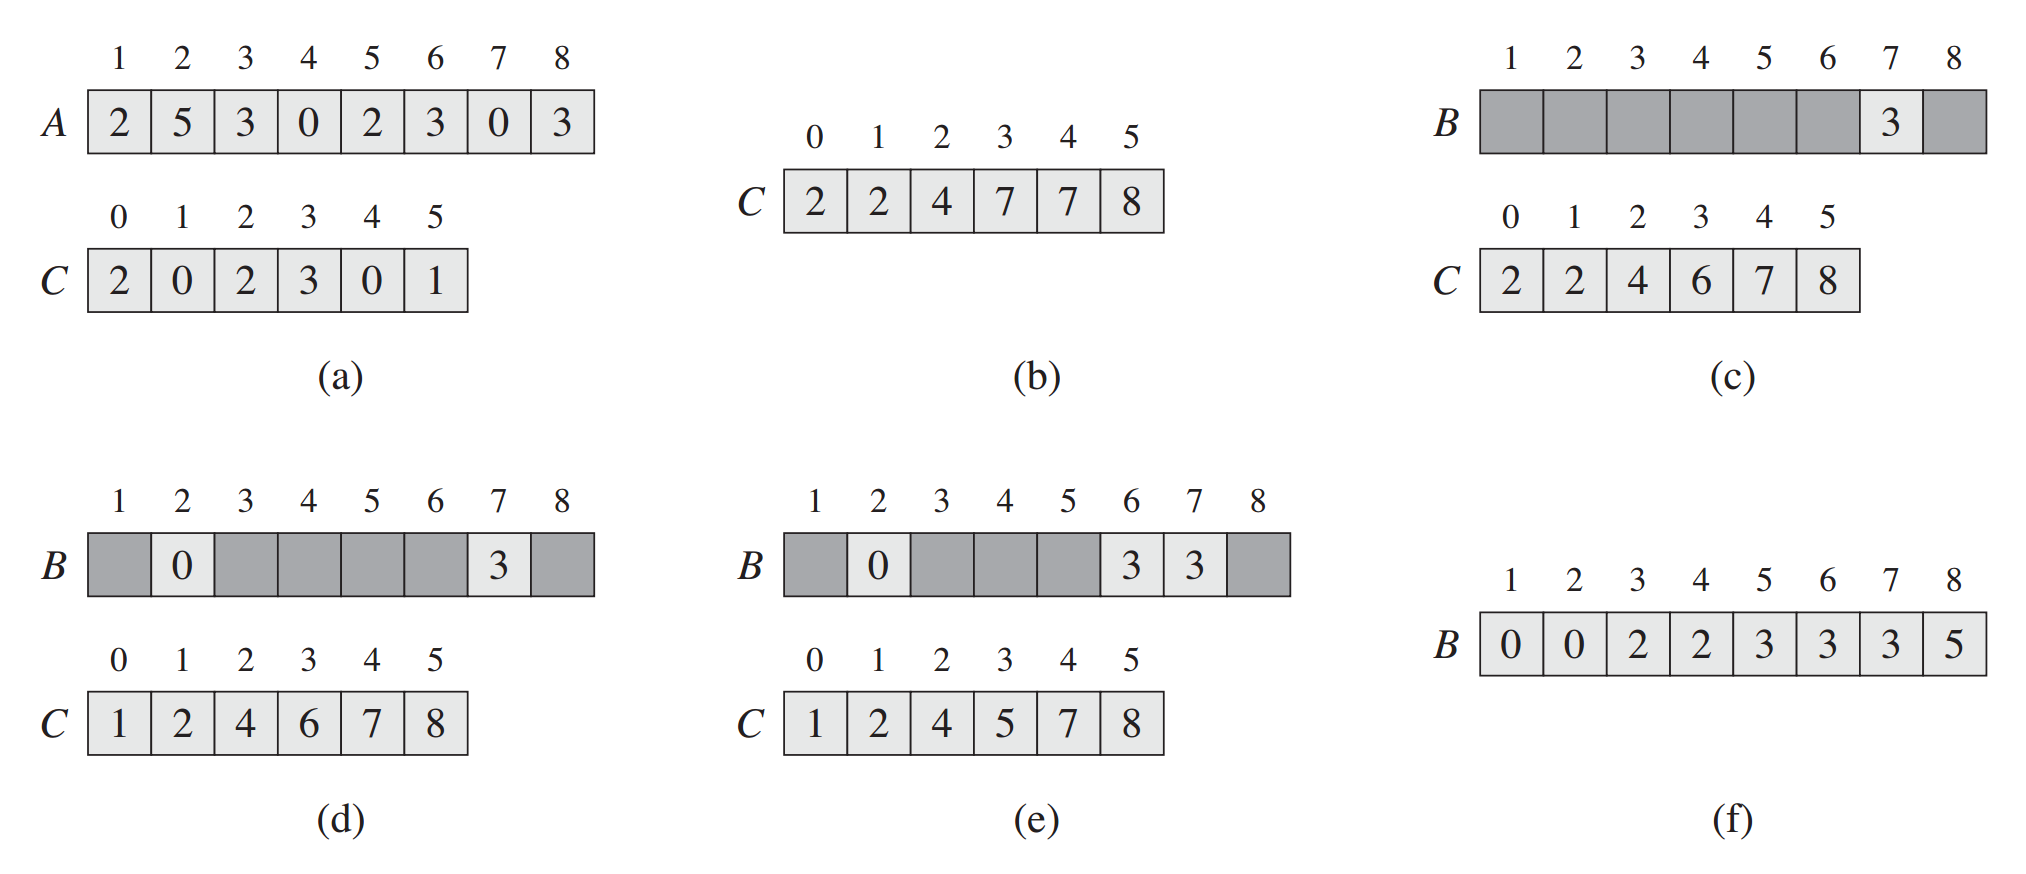 1 2 3 4 5 6 7 8
A 2 5 3 0 2 3 0 3
0 1 2 3 4 5
C 2 0 2 3 0 1
(a)
0 1 2 3 4 5
C 2 2 4 7 7 8
(b)
1 2 3 4 5 6 7 8
B 3
0 1 2 3 4 5
C 2 2 4 6 7 8
(c)
1 2 3 4 5 6 7 8
B 0 3
0 1 2 3 4 5
C 1 2 4 6 7 8
(d)
1 2 3 4 5 6 7 8
B 0 3 3
0 1 2 3 4 5
C 1 2 4 5 7 8
(e)
1 2 3 4 5 6 7 8
B 0 0 2 2 3 3 3 5
(f)